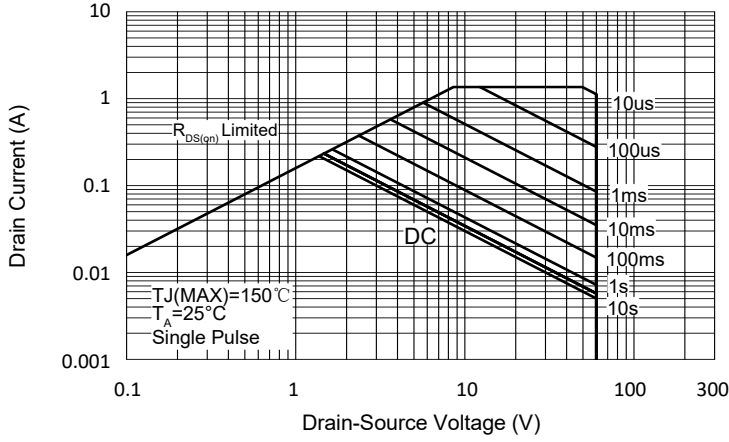 10
1
0.1
0.01
0.001
Drain Current (A)
R DS(on) Limited
10us
100us
1ms
10ms
100ms
1s
10s
DC
TJ(MAX)=150℃
TA=25°C
Single Pulse
0.1 1 10 100 300
Drain-Source Voltage (V)